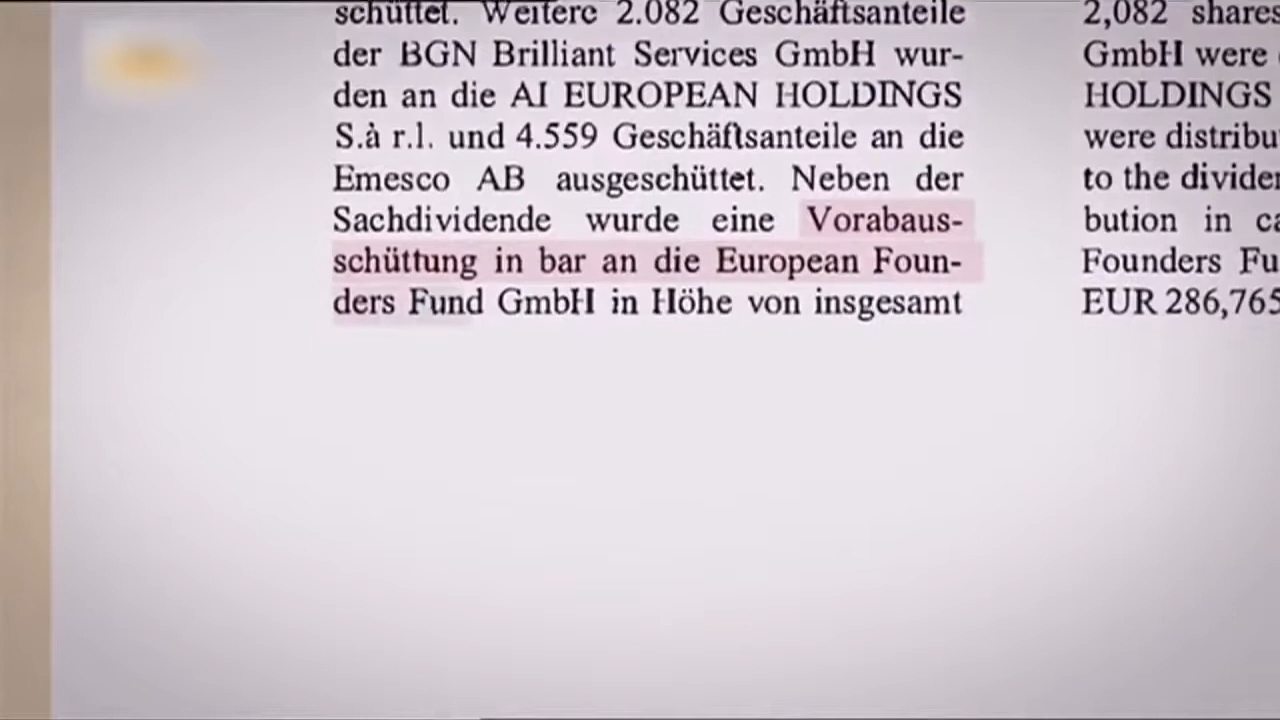 schüttet. Weitere 2.082 Geschäftsanteile
der BGN Brilliant Services GmbH wur-
den an die AI EUROPEAN HOLDINGS
S.à r.l. und 4.559 Geschäftsanteile an die
Emesco AB ausgeschüttet. Neben der
Sachdividende wurde eine Vorabaus-
schüttung in bar an die European Foun-
ders Fund GmbH in Höhe von insgesamt
2,082 shares
GmbH were
HOLDINGS
were distribu
to the divide
bution in
Founders Fu
EUR 286,765